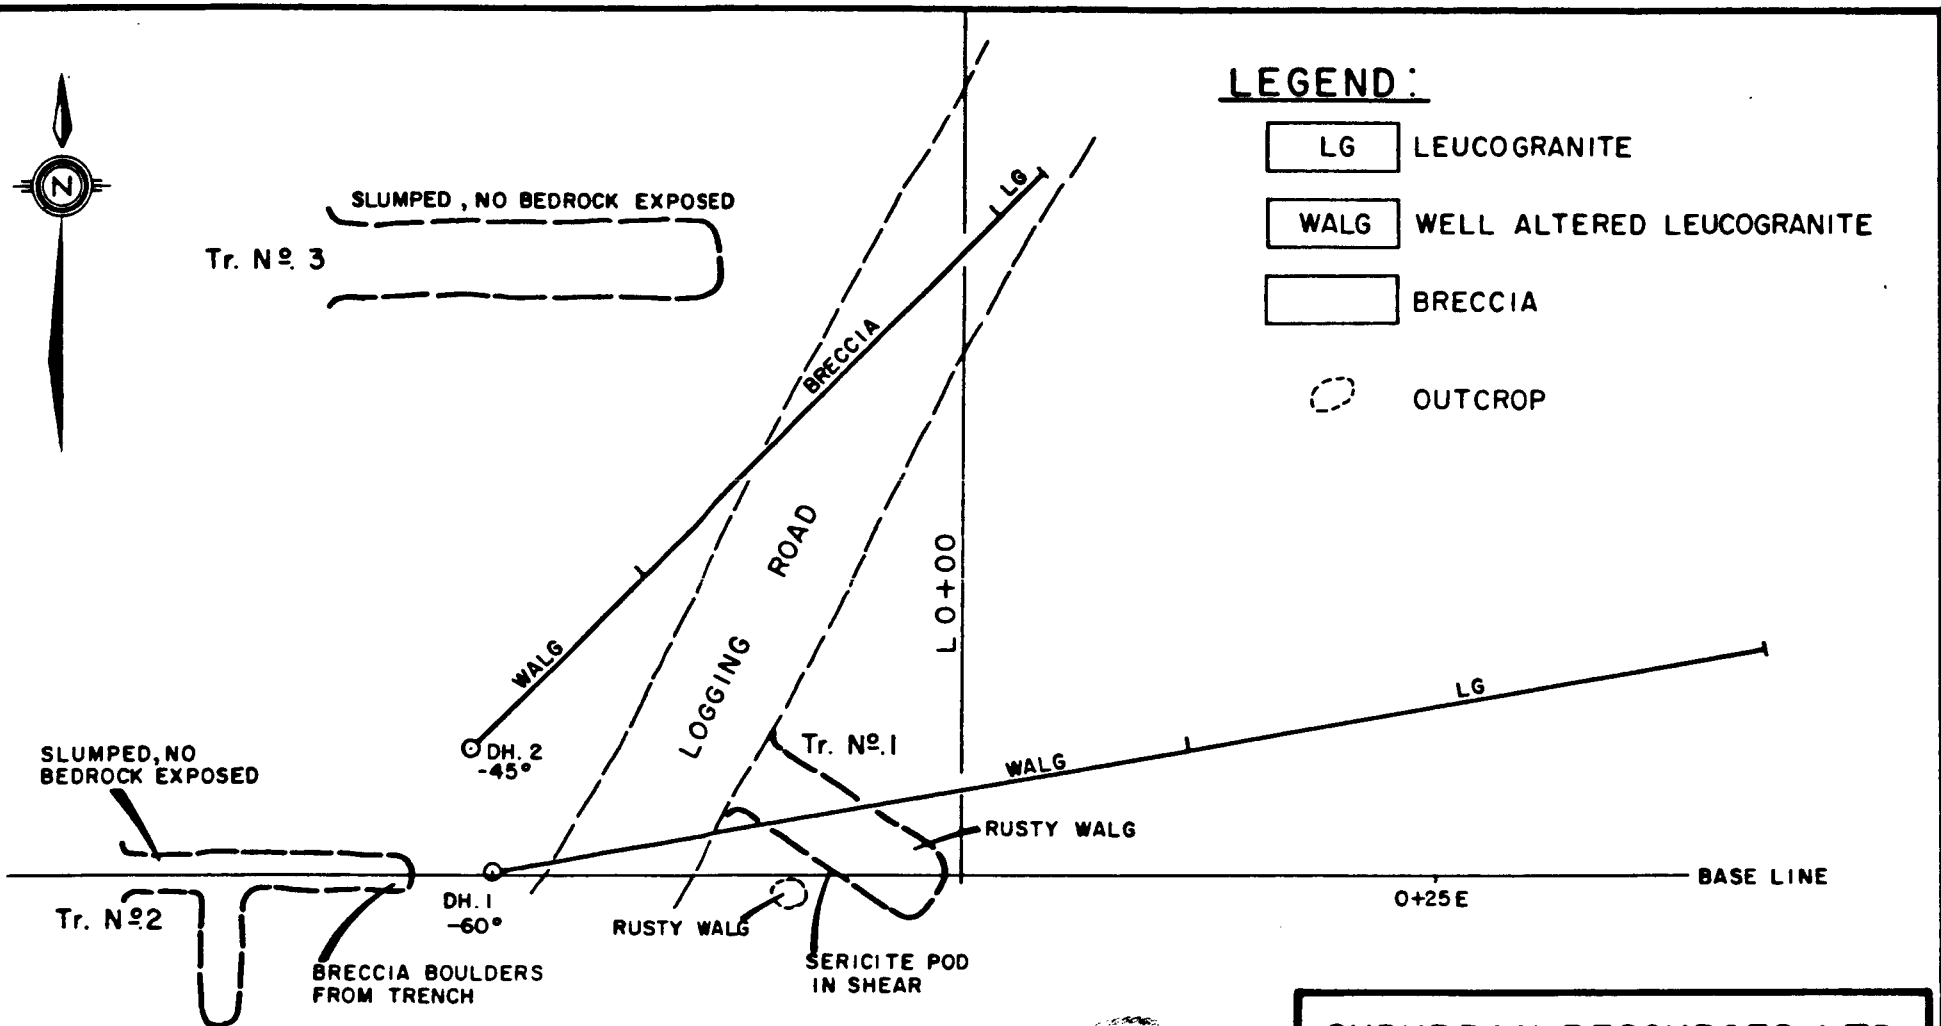 N
SLUMPED, NO BEDROCK EXPOSED
Tr. Nº. 3
LEGEND:
LG LEUCOGRANITE
WALG WELL ALTERED LEUCOGRANITE
BRECCIA
OUTCROP
LG
BRECCIA
WALG
LOGGING ROAD
L 0+00
DH. 2
-45°
Tr. Nº.1
WALG
LG
RUSTY WALG
SLUMPED, NO
BEDROCK EXPOSED
Tr. Nº.2
DH. 1
-60°
BRECCIA BOULDERS
FROM TRENCH
RUSTY WALG
SERICITE POD
IN SHEAR
0+25E
BASE LINE